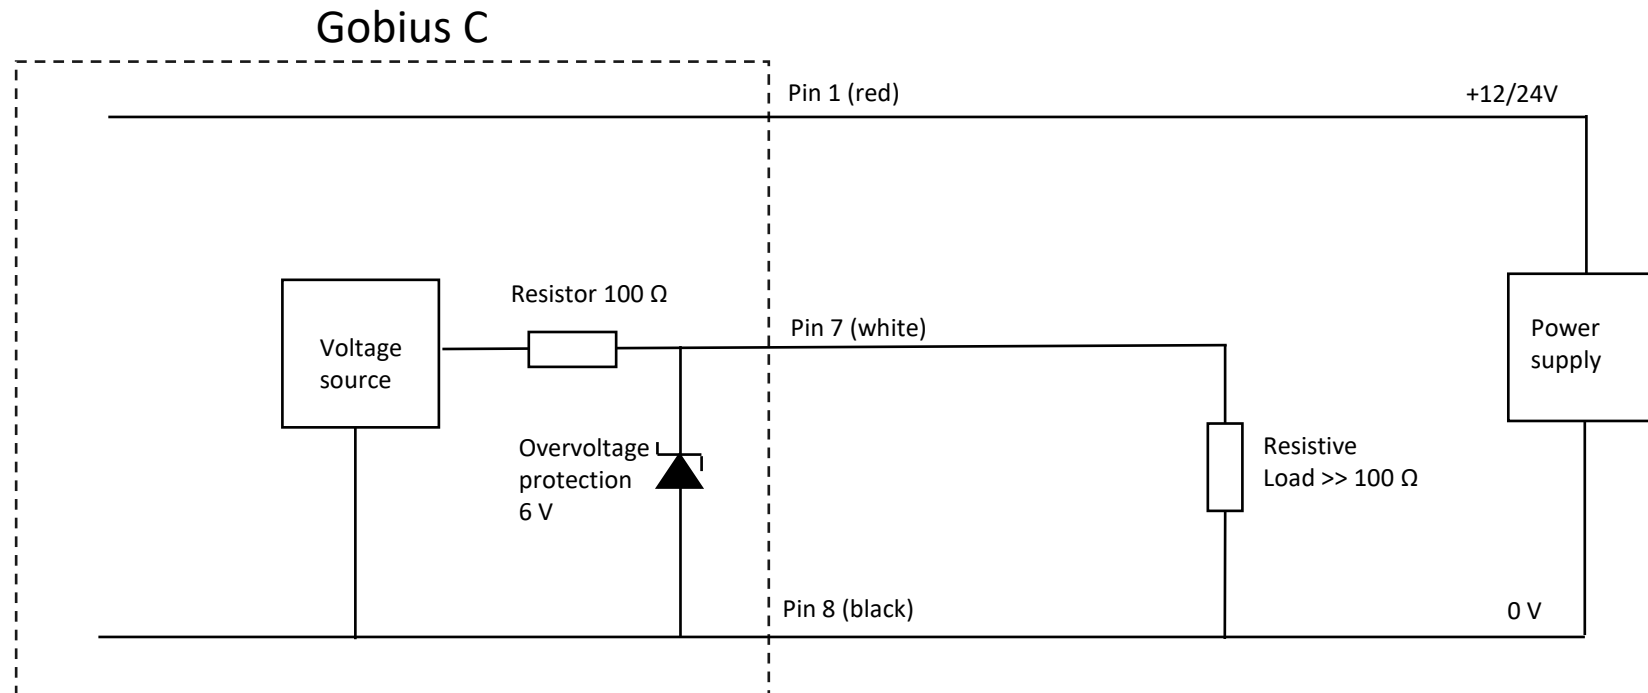 Gobius C
Pin 1 (red)
+12/24V
Resistor 100 Ω
Pin 7 (white)
Voltage
source
Power
supply
Overvoltage
protection
6 V
Resistive
Load >> 100 Ω
Pin 8 (black)
0 V